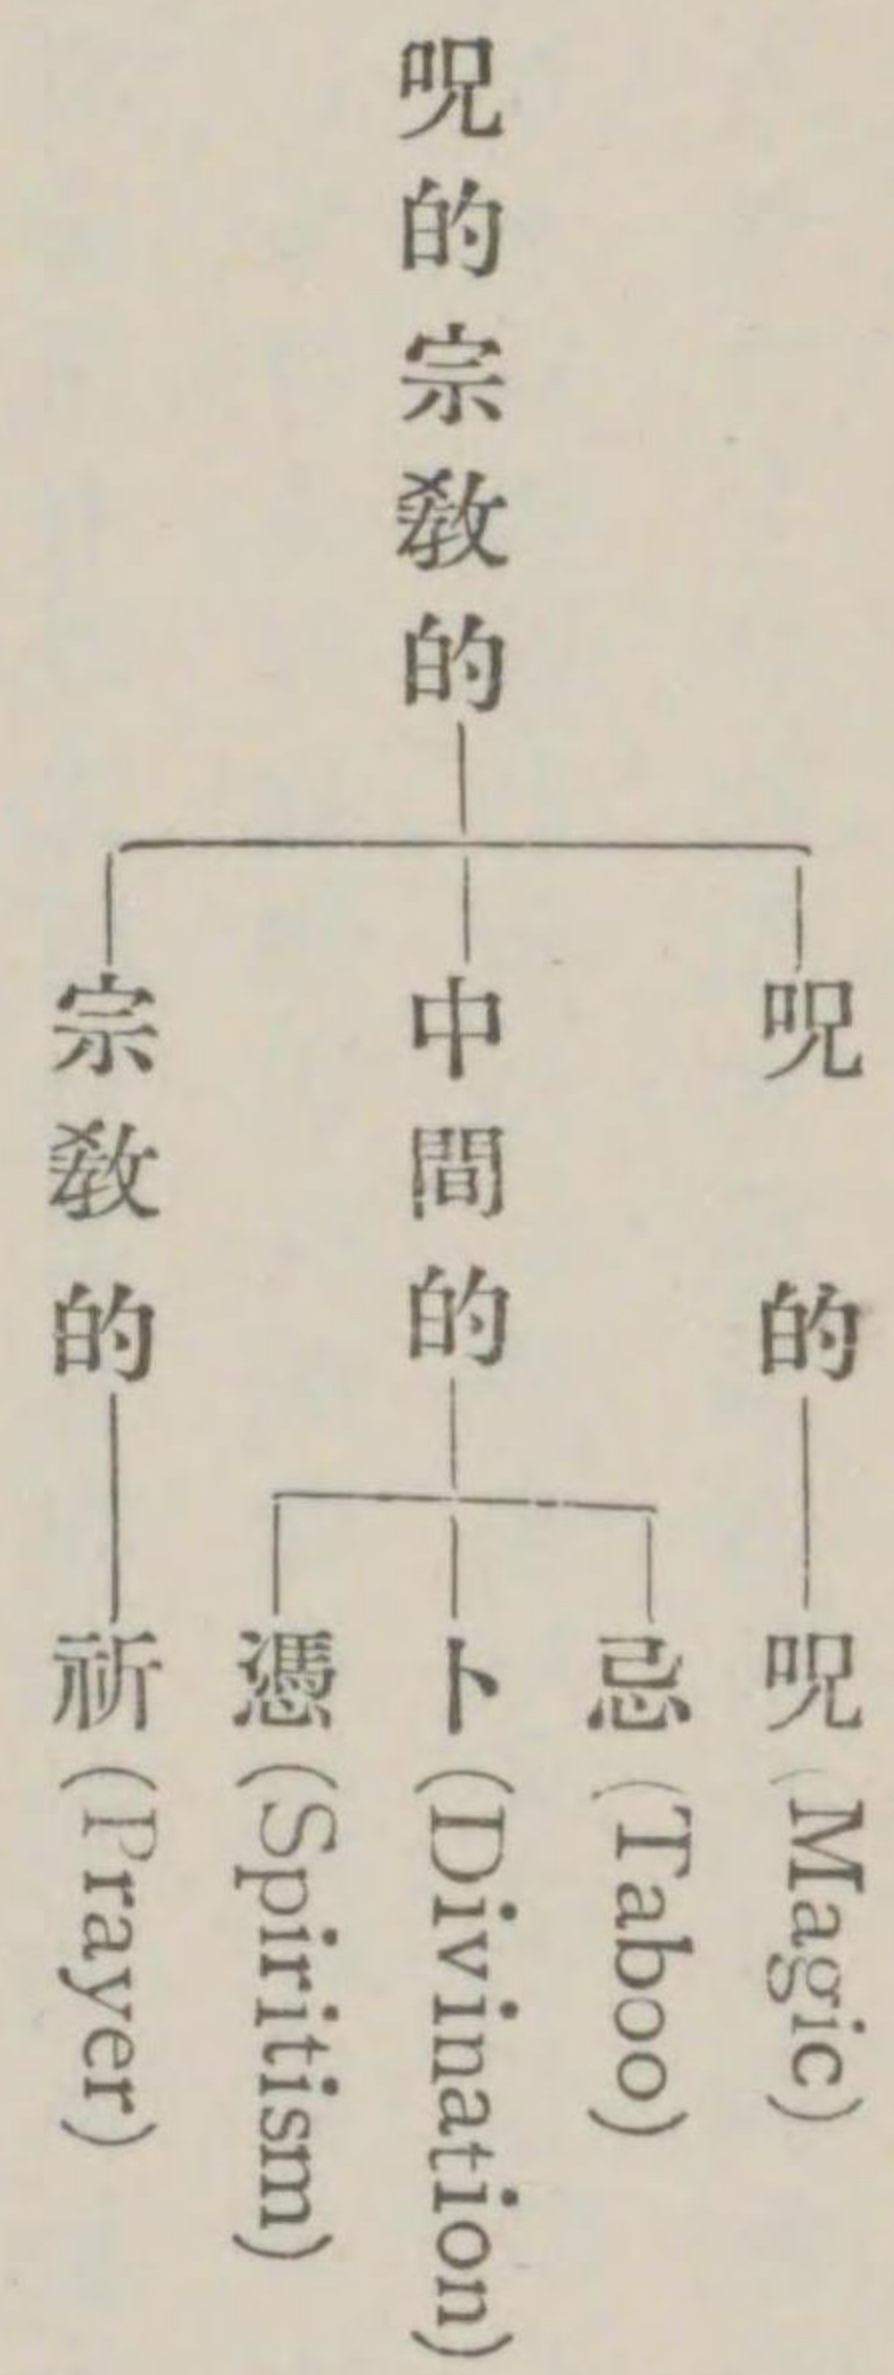 呪的宗教的
呪的
呪 (Magic)
中間的
忌 (Taboo)
卜 (Divination)
憑 (Spiritism)
宗教的
祈 (Prayer)